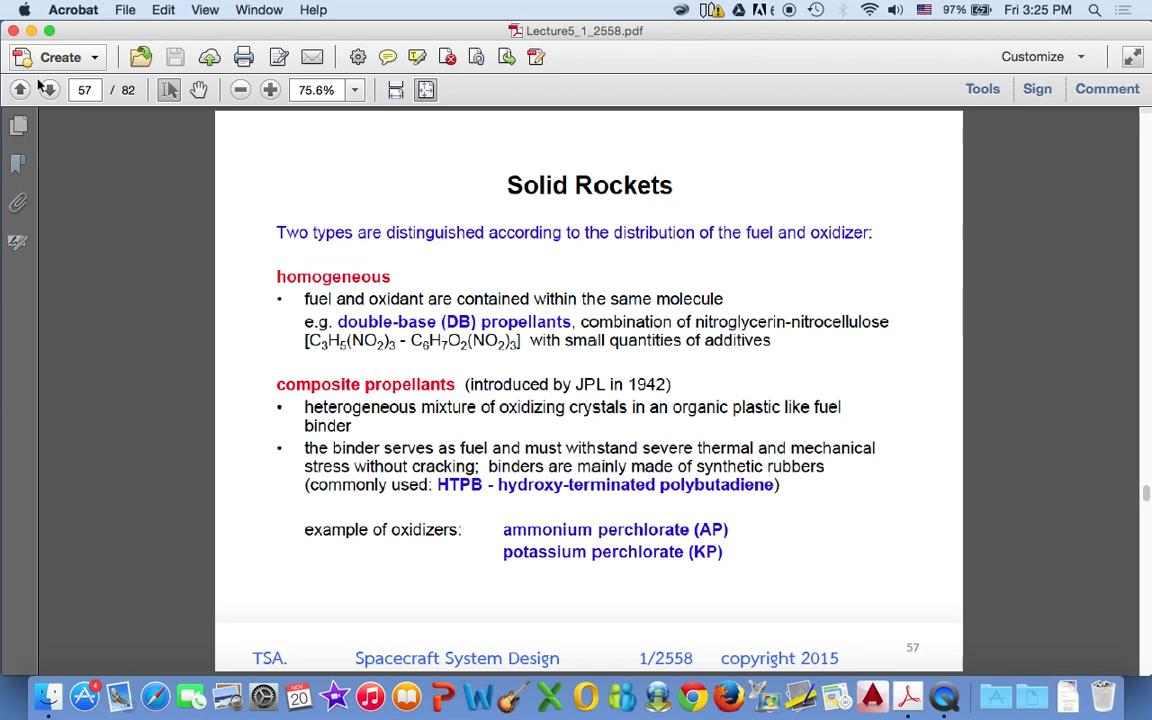 Acrobat File Edit View Window Help 97% Fri 3:25 PM
Lecture5_1_2558.pdf
Create Customize
57 / 82 75.6% Tools Sign Comment
Solid Rockets
Two types are distinguished according to the distribution of the fuel and oxidizer:
homogeneous
• fuel and oxidant are contained within the same molecule
e.g. double-base (DB) propellants, combination of nitroglycerin-nitrocellulose
[C3H5(NO2)3 - C6H7O2(NO2)3] with small quantities of additives
composite propellants (introduced by JPL in 1942)
• heterogeneous mixture of oxidizing crystals in an organic plastic like fuel
binder
• the binder serves as fuel and must withstand severe thermal and mechanical
stress without cracking; binders are mainly made of synthetic rubbers
(commonly used: HTPB - hydroxy-terminated polybutadiene)
example of oxidizers: ammonium perchlorate (AP)
potassium perchlorate (KP)
57
TSA. Spacecraft System Design 1/2558 copyright 2015